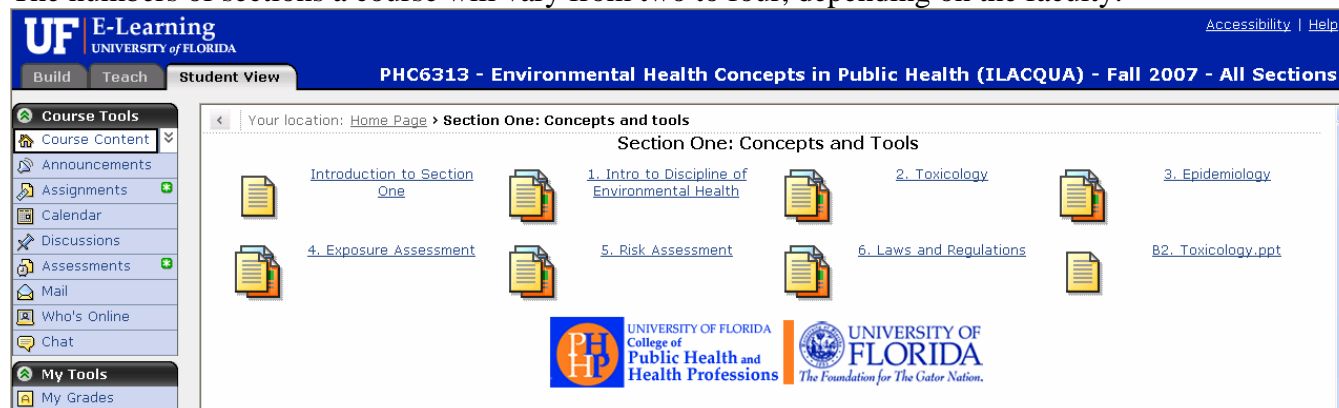 The numbers of sections a course will vary from two to four, depending on the faculty.
UF E-Learning
UNIVERSITY of FLORIDA
Accessibility | Help
Build Teach Student View
PHC6313 - Environmental Health Concepts in Public Health (ILACQUA) - Fall 2007 - All Sections
Course Tools
Course Content
Announcements
Assignments
Calendar
Discussions
Assessments
Mail
Who's Online
Chat
My Tools
My Grades
Your location: Home Page › Section One: Concepts and tools
Section One: Concepts and Tools
Introduction to Section
One
1. Intro to Discipline of
Environmental Health
2. Toxicology
3. Epidemiology
4. Exposure Assessment
5. Risk Assessment
6. Laws and Regulations
B2. Toxicology.ppt
PHHP
UNIVERSITY OF FLORIDA
College of
Public Health and
Health Professions
UNIVERSITY OF
FLORIDA
The Foundation for The Gator Nation.